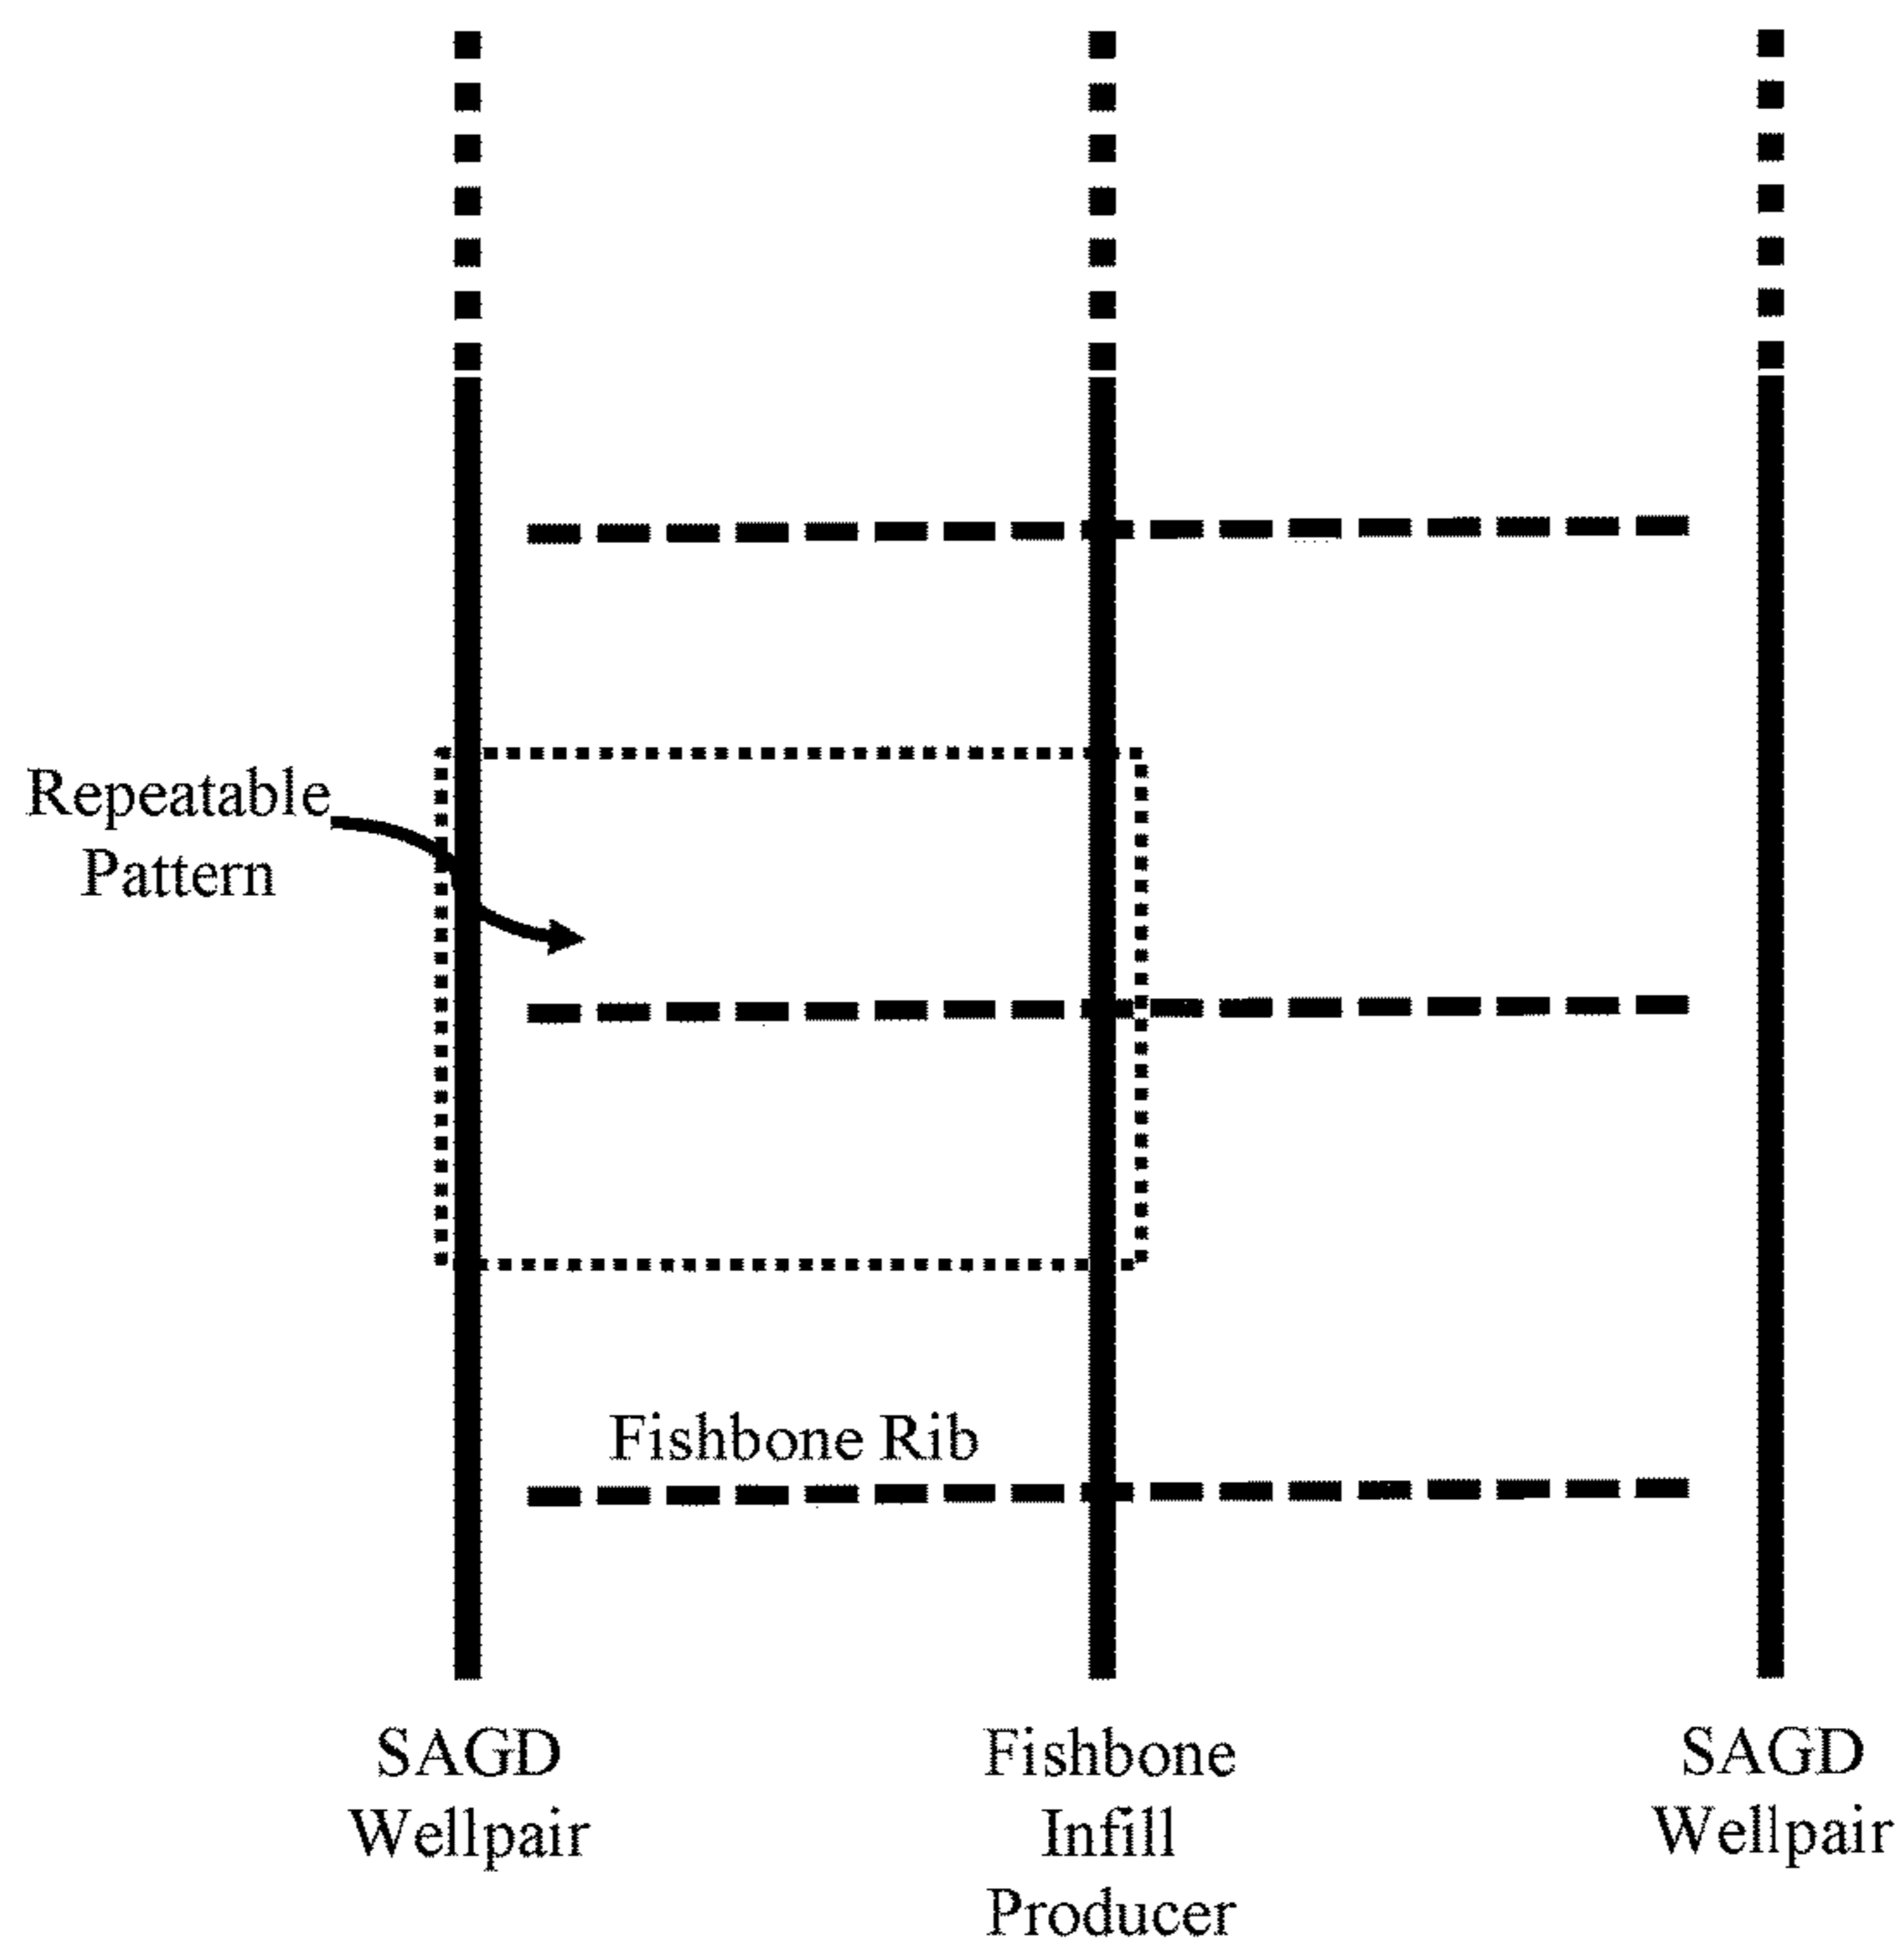 Repeatable
Pattern
Fishbone Rib
SAGD
Wellpair
Fishbone
Infill
Producer
SAGD
Wellpair